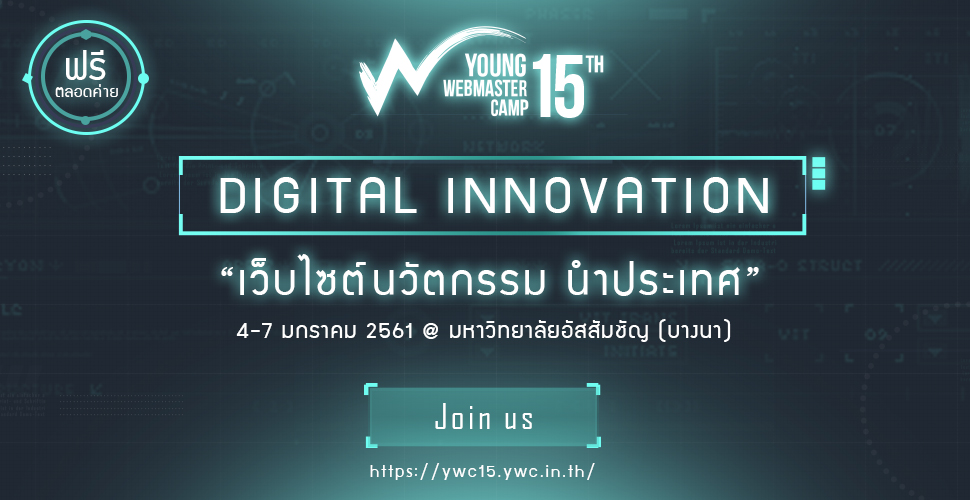 ฟรี
ตลอดค่าย
YOUNG
WEBMASTER
CAMP
15TH
DIGITAL INNOVATION
“เว็บไซต์นวัตกรรม นำประเทศ”
4-7 มกราคม 2561 @ มหาวิทยาลัยอัสสัมชัญ (บางนา)
Join us
https://ywc15.ywc.in.th/